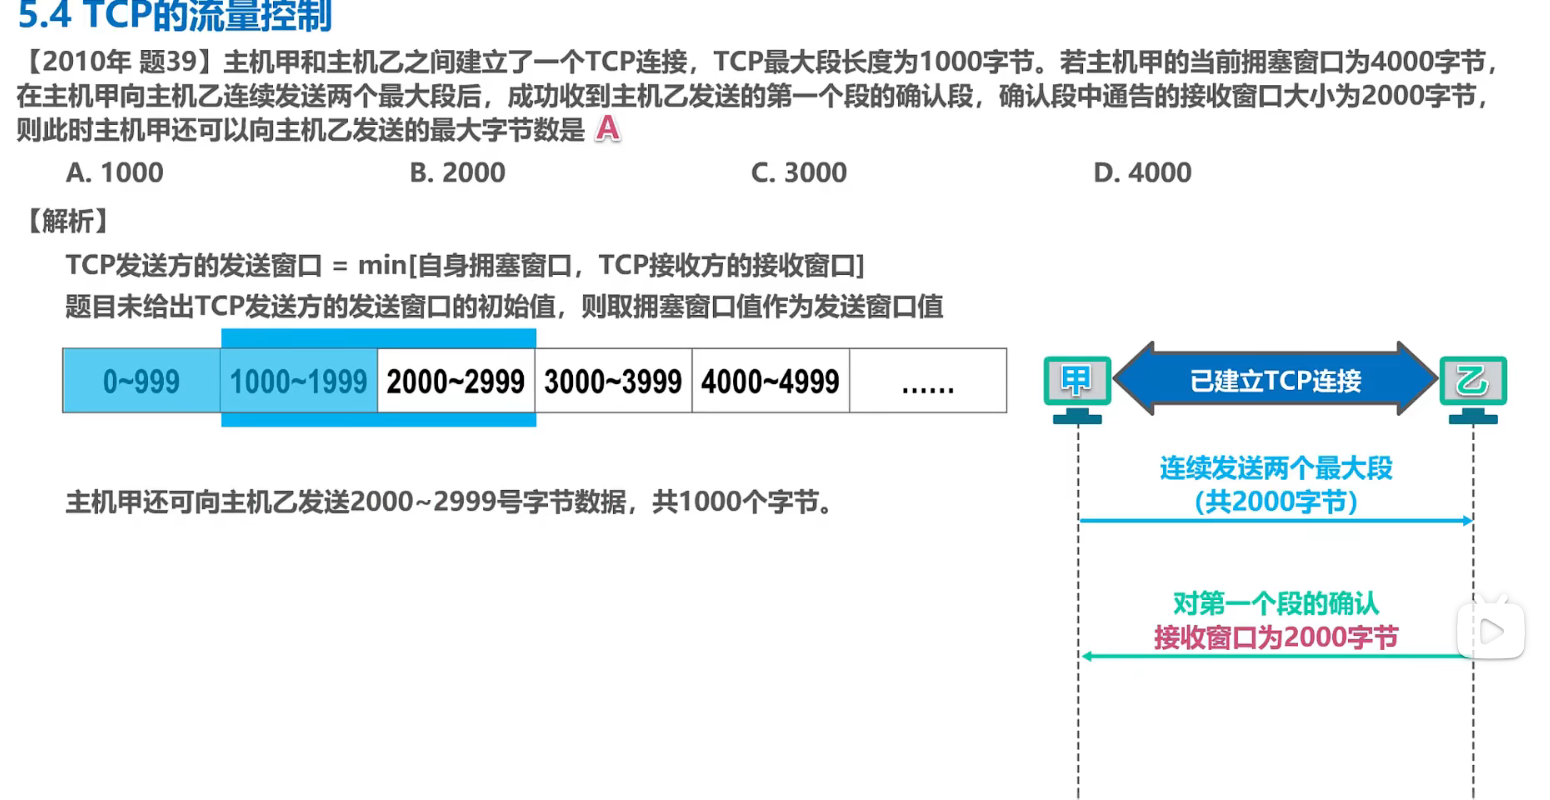 5.4 TCP的流量控制
【2010年 题39】主机甲和主机乙之间建立了一个TCP连接，TCP最大段长度为1000字节。若主机甲的当前拥塞窗口为4000字节，
在主机甲向主机乙连续发送两个最大段后，成功收到主机乙发送的第一个段的确认段，确认段中通告的接收窗口大小为2000字节，
则此时主机甲还可以向主机乙发送的最大字节数是 A
A. 1000 B. 2000 C. 3000 D. 4000
【解析】
TCP发送方的发送窗口 = min[自身拥塞窗口，TCP接收方的接收窗口]
题目未给出TCP发送方的发送窗口的初始值，则取拥塞窗口值作为发送窗口值
0~999 1000~1999 2000~2999 3000~3999 4000~4999 ……
主机甲还可向主机乙发送2000~2999号字节数据，共1000个字节。
甲 已建立TCP连接 乙
连续发送两个最大段
(共2000字节)
对第一个段的确认
接收窗口为2000字节